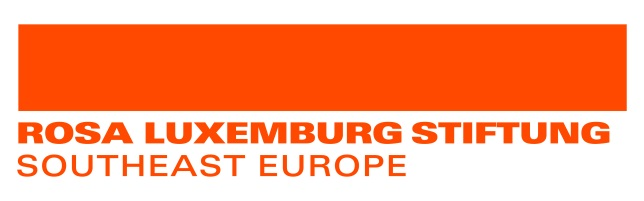 ROSA LUXEMBURG STIFTUNG
SOUTHEAST EUROPE